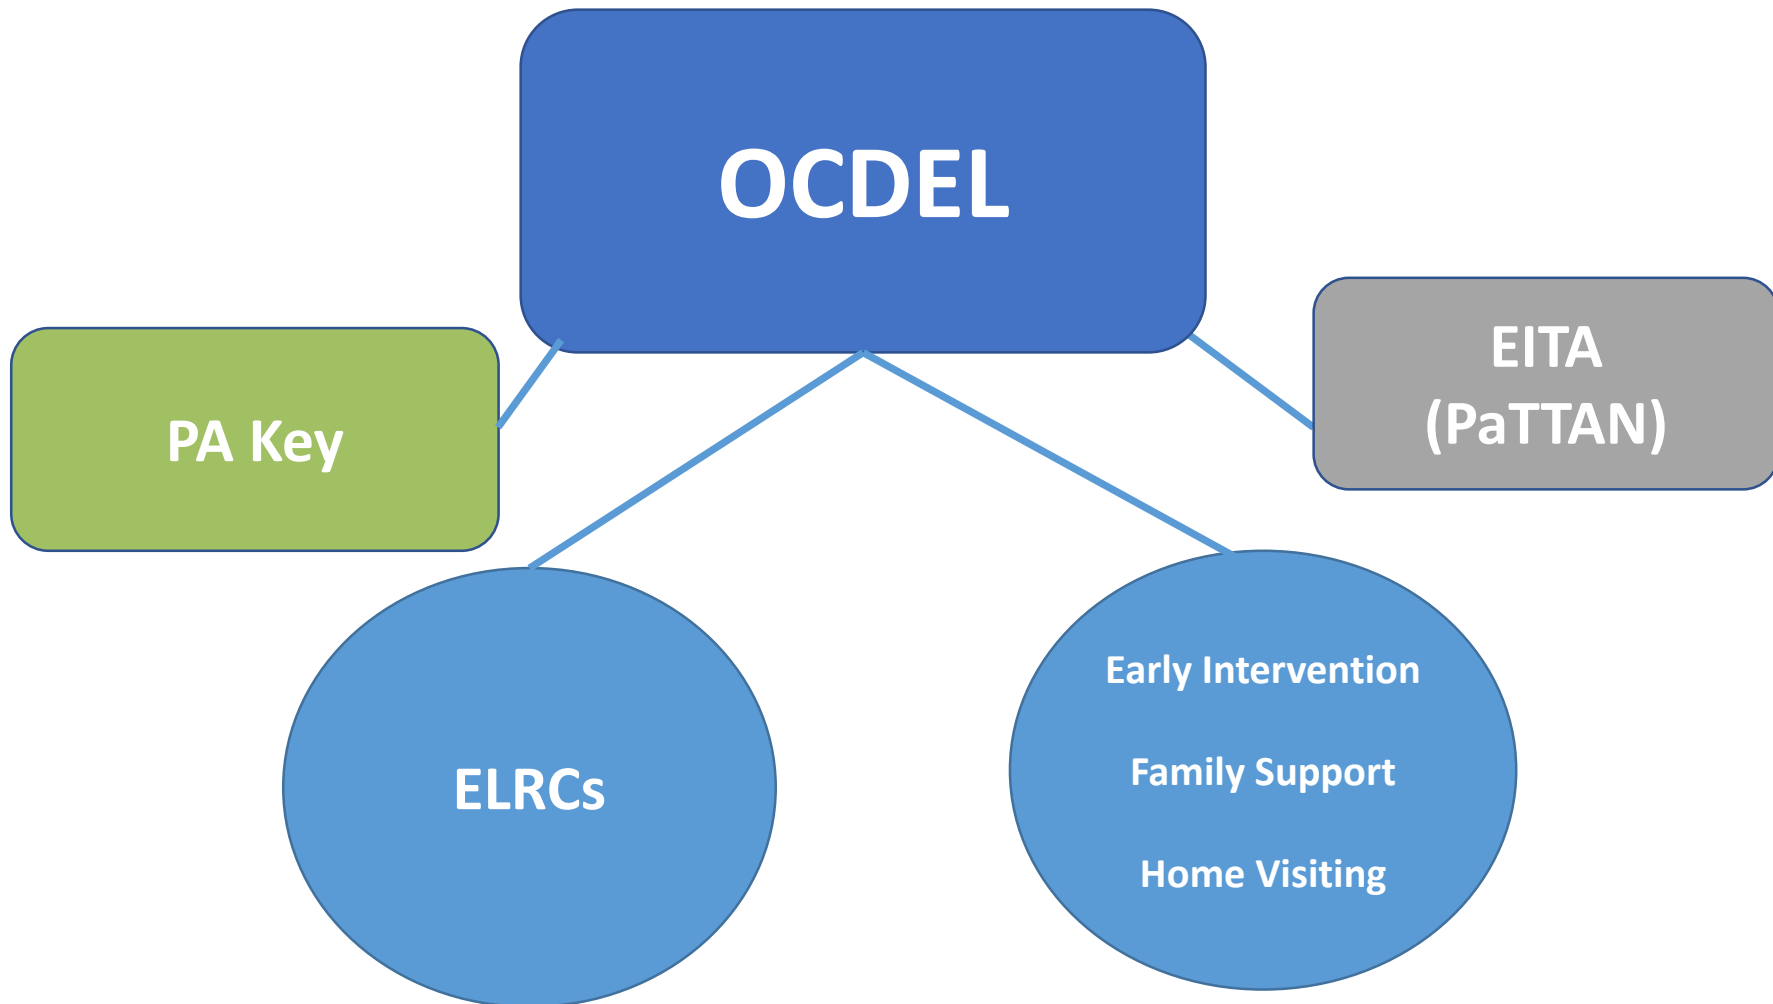 OCDEL
PA Key
EITA
(PaTTAN)
ELRCs
Early Intervention
Family Support
Home Visiting